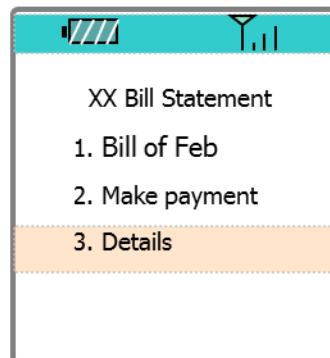 XX Bill Statement
1. Bill of Feb
2. Make payment
3. Details